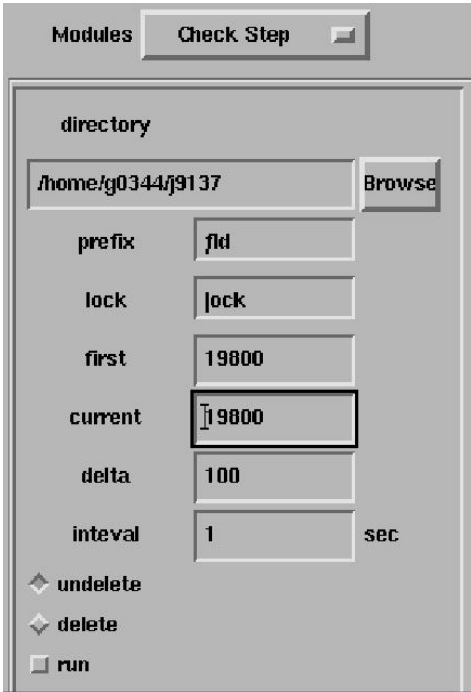 Modules Check Step
directory
/home/g0344/j9137 Browse
prefix fld
lock lock
first 19800
current 19800
delta 100
inteval 1 sec
undelete
delete
run